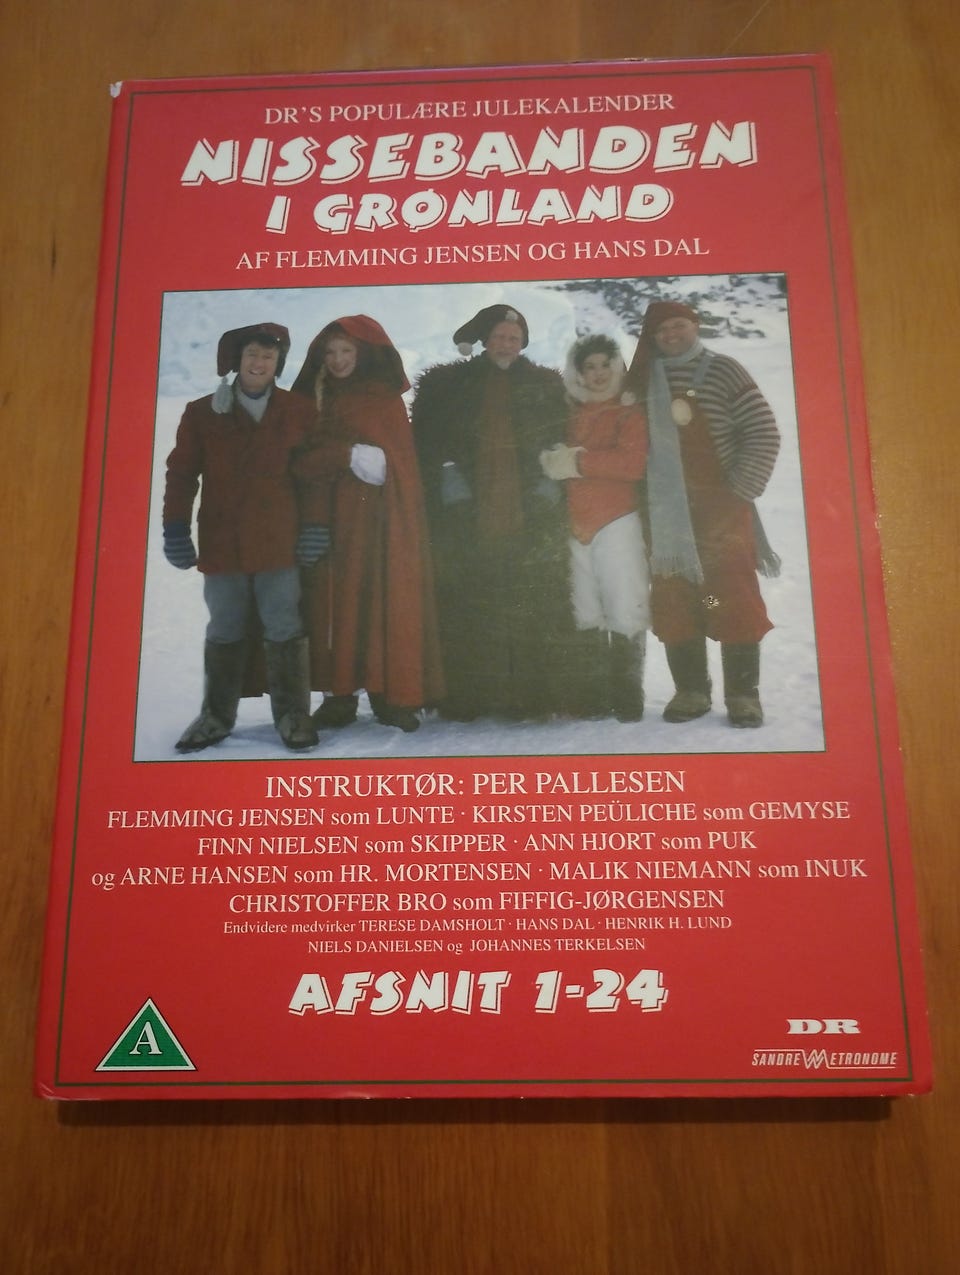 DR'S POPULÆRE JULEKALENDER
NISSEBANDEN
I GRØNLAND
AF FLEMMING JENSEN OG HANS DAL
INSTRUKTØR: PER PALLESEN
FLEMMING JENSEN som LUNTE · KIRSTEN PEÜLICHE som GEMYSE
FINN NIELSEN som SKIPPER · ANN HJORT som PUK
og ARNE HANSEN som HR. MORTENSEN · MALIK NIEMANN som INUK
CHRISTOFFER BRO som FIFFIG-JØRGENSEN
Endvidere medvirker TERESE DAMSHOLT · HANS DAL · HENRIK H. LUND
NIELS DANIELSEN og JOHANNES TERKELSEN
AFSNIT 1-24
A
DR
SANDREW METRONOME